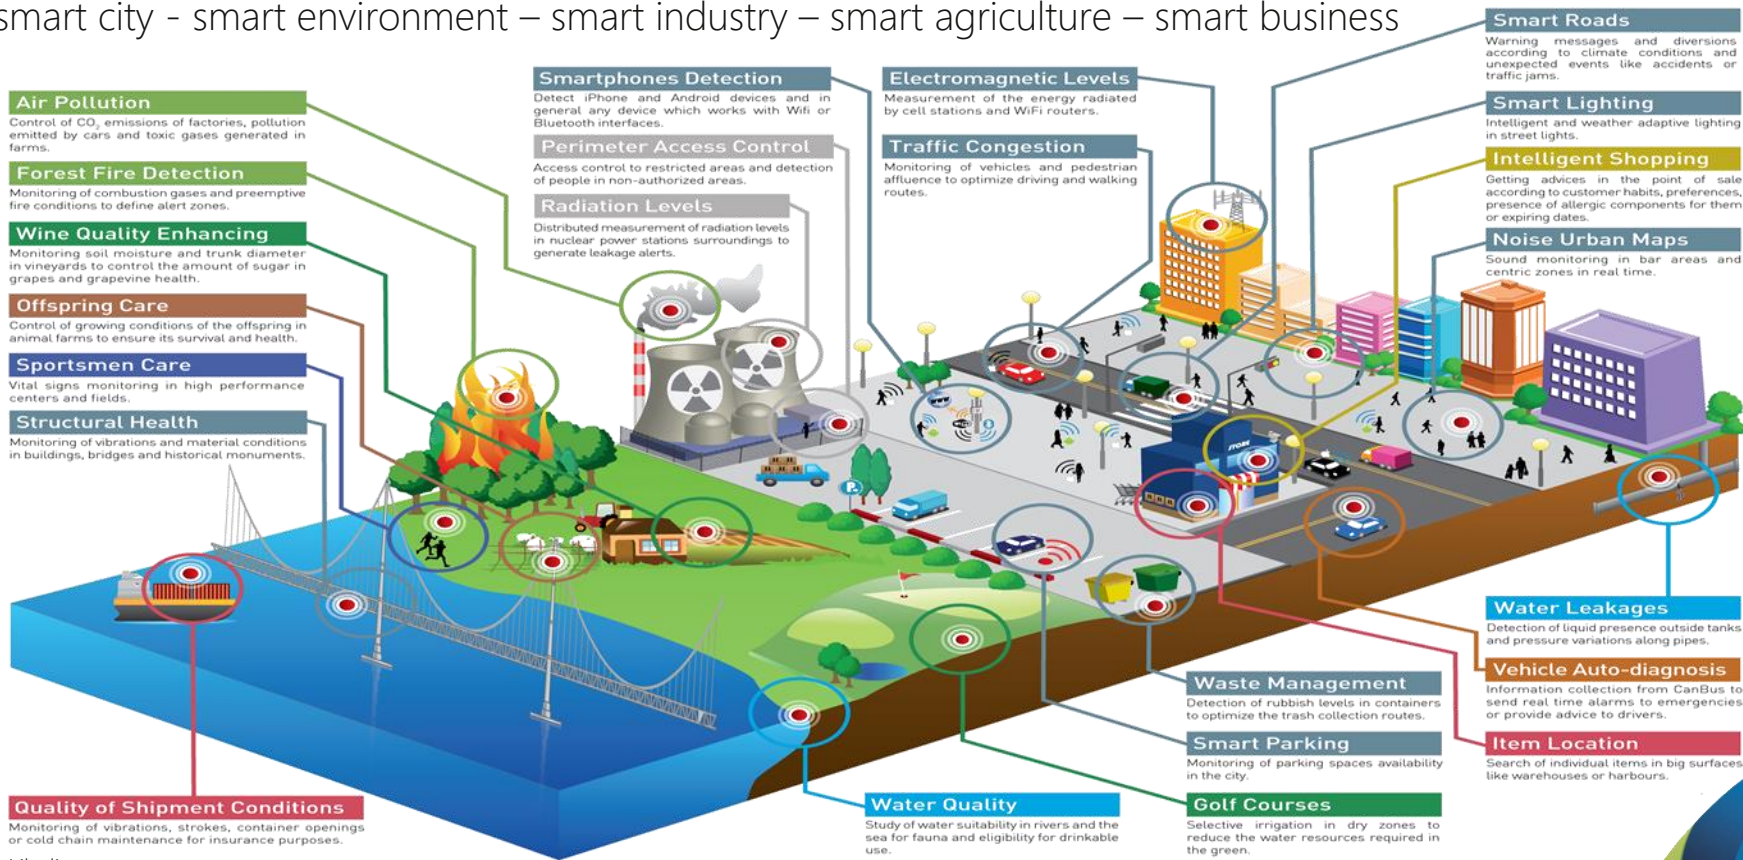 smart city - smart environment – smart industry – smart agriculture – smart business
Air Pollution
Control of CO2 emissions of factories, pollution
emitted by cars and toxic gases generated in
farms.
Forest Fire Detection
Monitoring of combustion gases and preemptive
fire conditions to define alert zones.
Wine Quality Enhancing
Monitoring soil moisture and trunk diameter
in vineyards to control the amount of sugar in
grapes and grapevine health.
Offspring Care
Control of growing conditions of the offspring in
animal farms to ensure its survival and health.
Sportsmen Care
Vital signs monitoring in high performance
centers and fields.
Structural Health
Monitoring of vibrations and material conditions
in buildings, bridges and historical monuments.
Quality of Shipment Conditions
Monitoring of vibrations, strokes, container openings
or cold chain maintenance for insurance purposes.
Smartphones Detection
Detect iPhone and Android devices and in
general any device which works with Wifi or
Bluetooth interfaces.
Perimeter Access Control
Access control to restricted areas and detection
of people in non-authorized areas.
Radiation Levels
Distributed measurement of radiation levels
in nuclear power stations surroundings to
generate leakage alerts.
Electromagnetic Levels
Measurement of the energy radiated
by cell stations and WiFi routers.
Traffic Congestion
Monitoring of vehicles and pedestrian
affluence to optimize driving and walking
routes.
Smart Roads
Warning messages and diversions
according to climate conditions and
unexpected events like accidents or
traffic jams.
Smart Lighting
Intelligent and weather adaptive lighting
in street lights.
Intelligent Shopping
Getting advices in the point of sale
according to customer habits, preferences,
presence of allergic components for them
or expiring dates.
Noise Urban Maps
Sound monitoring in bar areas and
centric zones in real time.
STORE
P
Water Leakages
Detection of liquid presence outside tanks
and pressure variations along pipes.
Vehicle Auto-diagnosis
Information collection from CanBus to
send real time alarms to emergencies
or provide advice to drivers.
Item Location
Search of individual items in big surfaces
like warehouses or harbours.
Waste Management
Detection of rubbish levels in containers
to optimize the trash collection routes.
Smart Parking
Monitoring of parking spaces availability
in the city.
Golf Courses
Selective irrigation in dry zones to
reduce the water resources required in
the green.
Water Quality
Study of water suitability in rivers and the
sea for fauna and eligibility for drinkable
use.